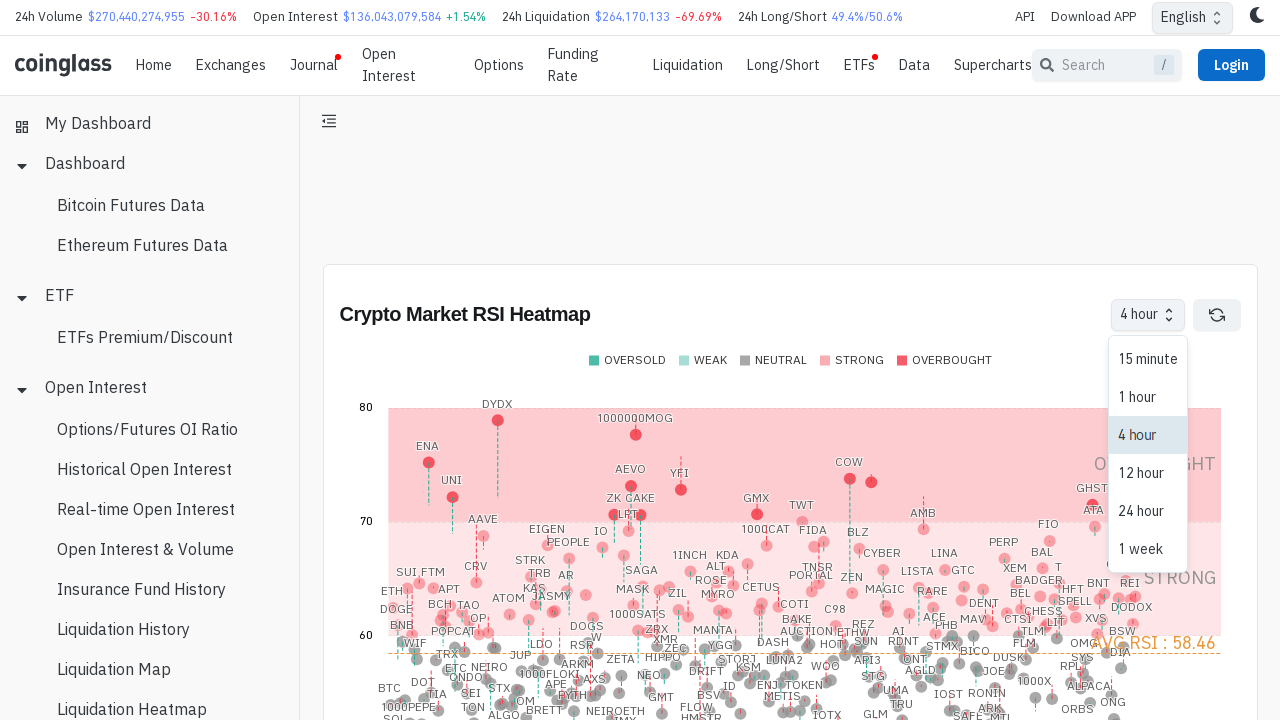 24h Volume $270,440,274,955 -30.16% Open Interest $136,043,079,584 +1.54% 24h Liquidation $264,170,133 -69.69% 24h Long/Short 49.4%/50.6% API Download APP English
coinglass Home Exchanges Journal Open Interest Options Funding Rate Liquidation Long/Short ETFs Data Supercharts Search / Login
My Dashboard
Dashboard
Bitcoin Futures Data
Ethereum Futures Data
ETF
ETFs Premium/Discount
Open Interest
Options/Futures OI Ratio
Historical Open Interest
Real-time Open Interest
Open Interest & Volume
Insurance Fund History
Liquidation History
Liquidation Map
Liquidation Heatmap
Crypto Market RSI Heatmap
4 hour
15 minute
1 hour
4 hour
12 hour
24 hour
1 week
OVERSOLD WEAK NEUTRAL STRONG OVERBOUGHT
80
DYDX
1000000MOG
ENA
AEVO YFI COW
UNI
ZK CAKE GMX TWT GHST
70
AAVE LPT AMB ATA
EIGEN IO 1000CAT FIDA BLZ FIO
PEOPLE PERP
STRK 1INCH KDA CYBER LINA BAL
CRV ALT TNSR XEM T
SUI FTM TRB AR SAGA ROSE PORTAL ZEN LISTA GTC BADGER BNT REI
ETH APT KAS MASK ZIL MYRO CETUS MAGIC RARE BEL HFT
DOGE BCH TAO ATOM JASMY COTI C98 DENT CHESS SPELL DODOX
BNB OP 1000SATS BAKE ACE MAV CTSI LIT XVS
60
POPCAT DOGS ZRX MANTA AUCTION REZ PHB TLM BSW
WIF LDO W XMR DASH ETHW AI FLM OMG
AVG RSI : 58.46
STRONG
TRX JUP RSR ZEC YGG HOT SUN RDNT STMX BICO DUSK SYS DIA
ETC NEIRO ARKM ZETA HIPPO STORJ LUNA2 API3 ONT RPL
DOT ONDO 1000FLOKI NEO DRIFT KSM WOO STG AGLD JOE
BTC TIA SEI STX APE AXS GMT ID ENJ TOKEN UMA IOST RONIN 1000X ALPACA
1000PEPE TON PYTH BSV METIS TRU ARK ORBS ONG
ALGO BRETT NEIROETH FLOW IOTX GLM
HMSTR SAFE MTL